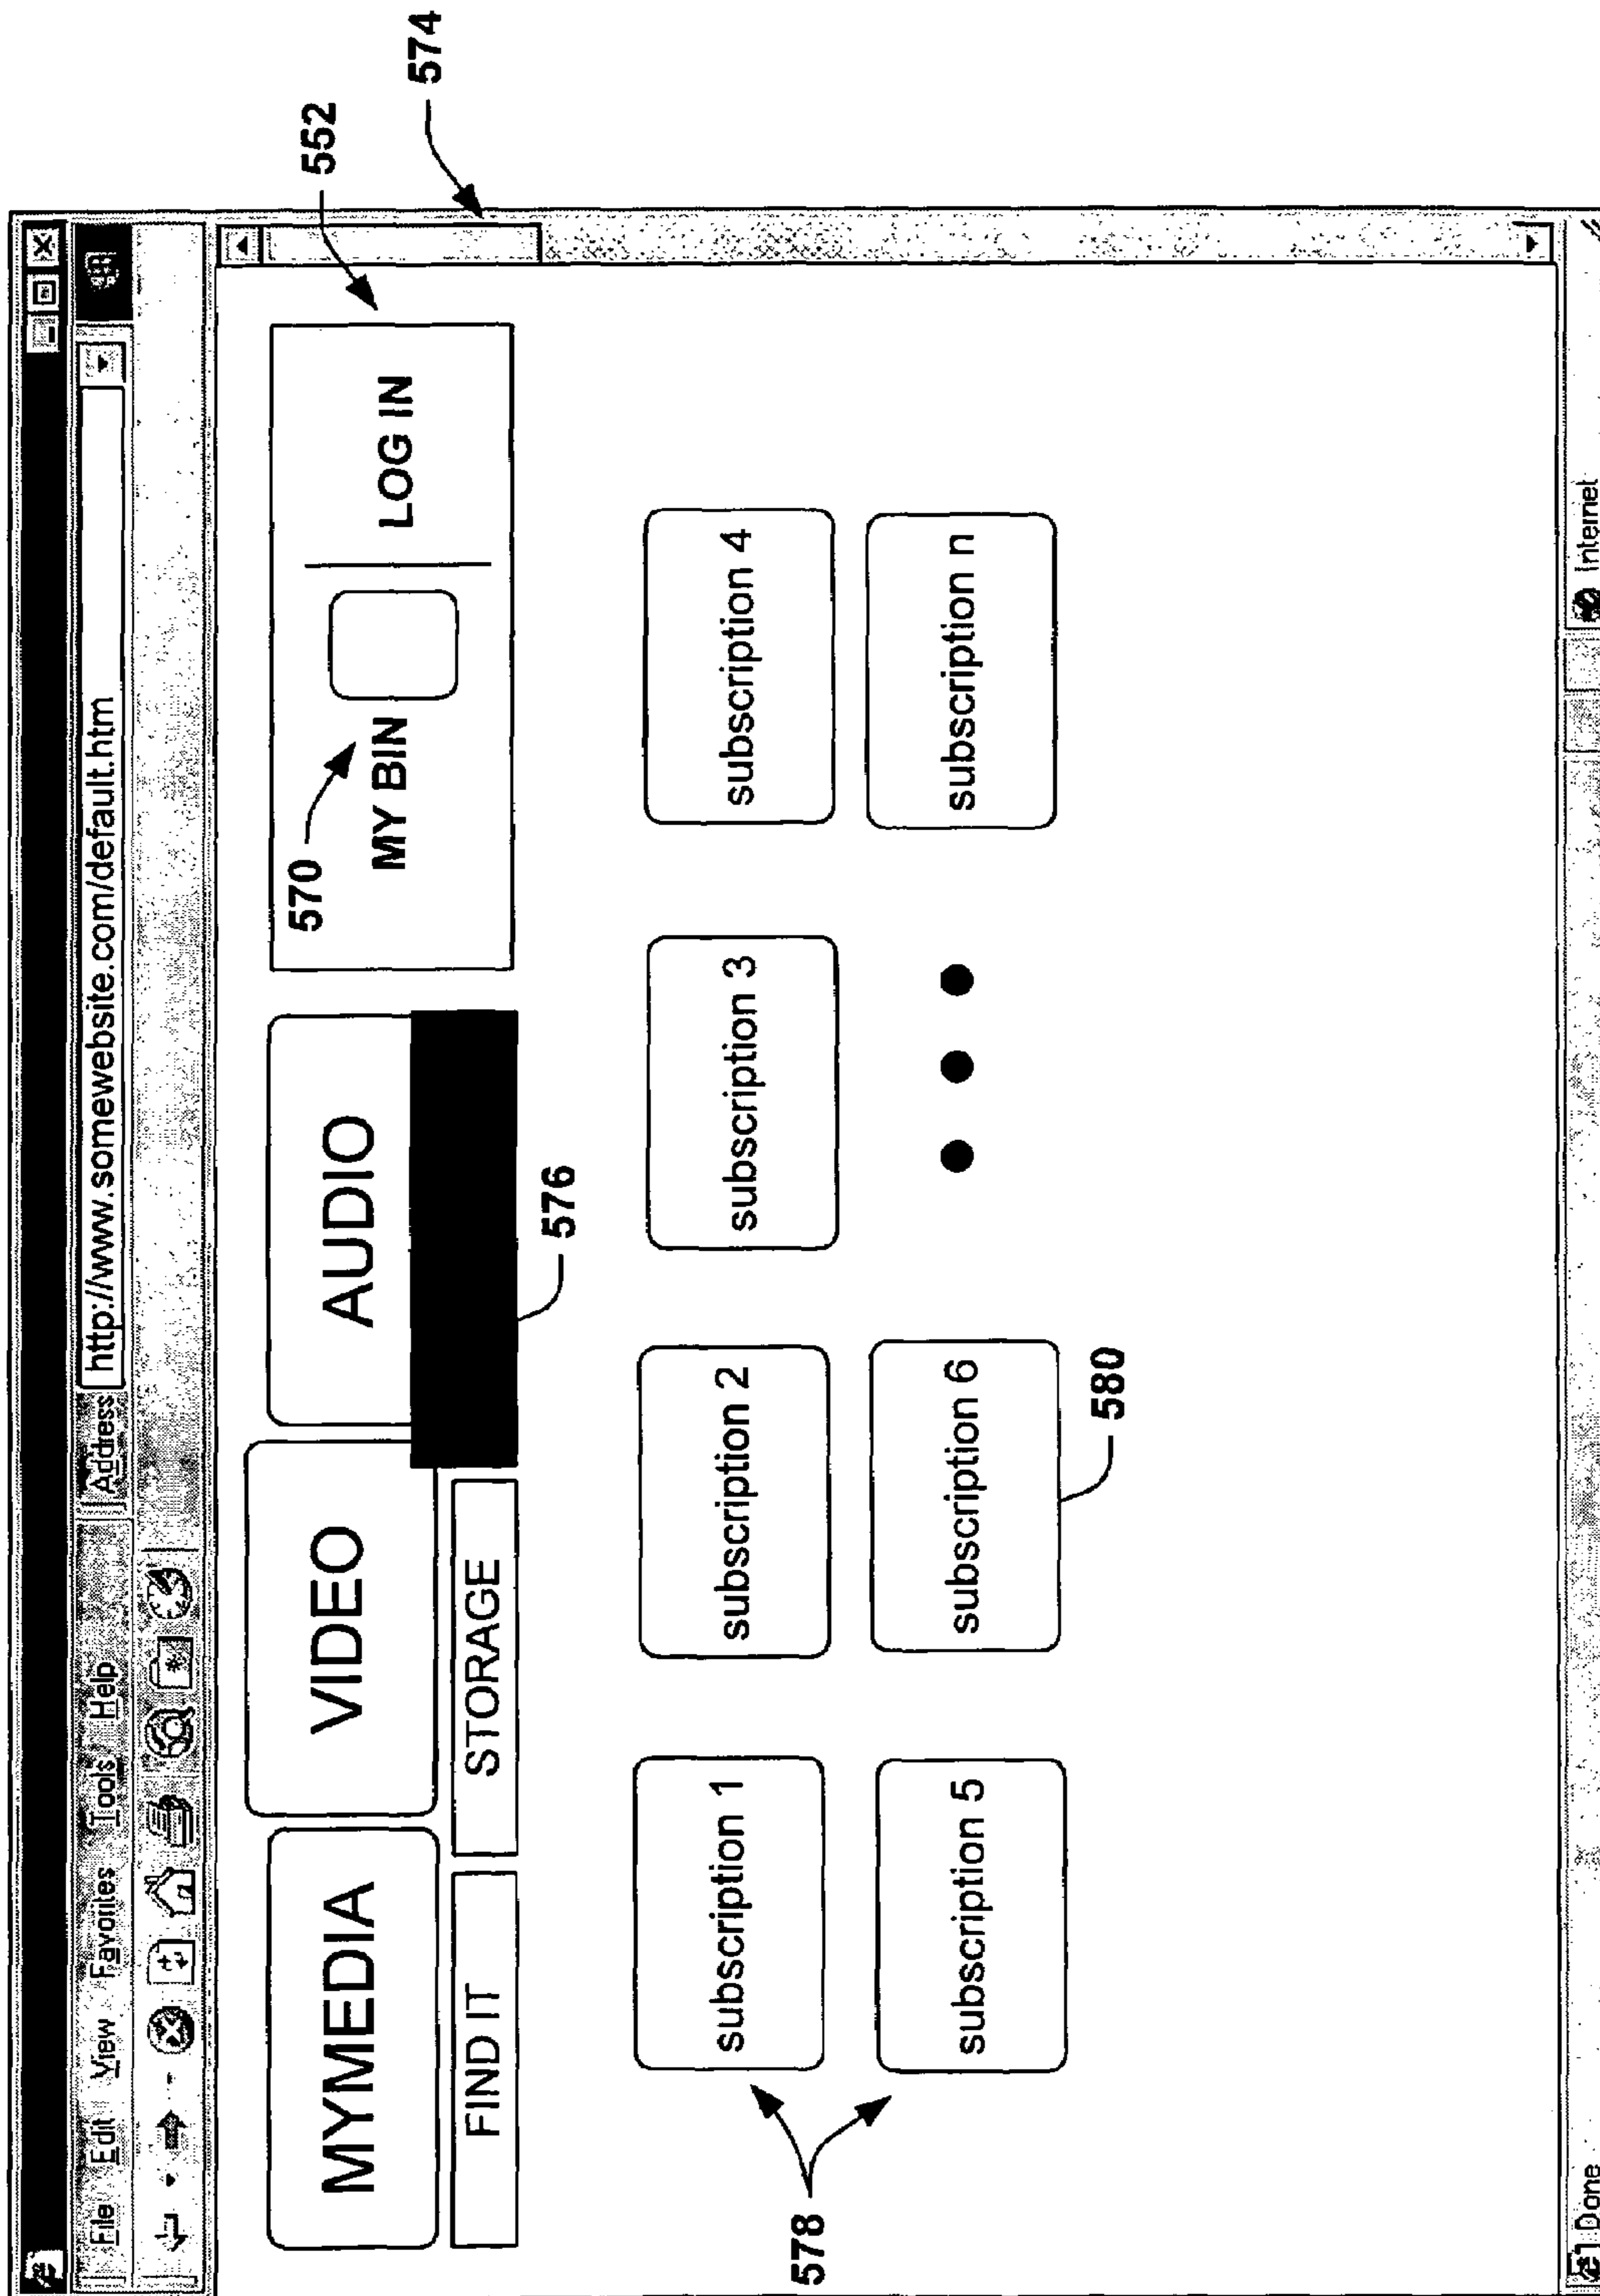 File Edit View Favorites Tools Help
Address http://www.somewebsite.com/default.htm
552
574
MYMEDIA
VIDEO
AUDIO
570
MY BIN
LOG IN
FIND IT
STORAGE
576
578
subscription 1
subscription 2
subscription 3
subscription 4
subscription 5
subscription 6
subscription n
580
Done
Internet